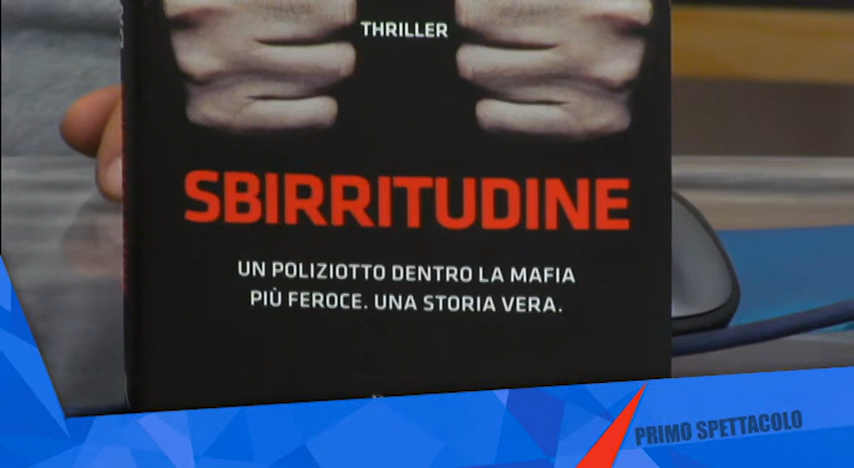 THRILLER
SBIRRITUDINE
UN POLIZIOTTO DENTRO LA MAFIA
PIÙ FEROCE. UNA STORIA VERA.
PRIMO SPETTACOLO